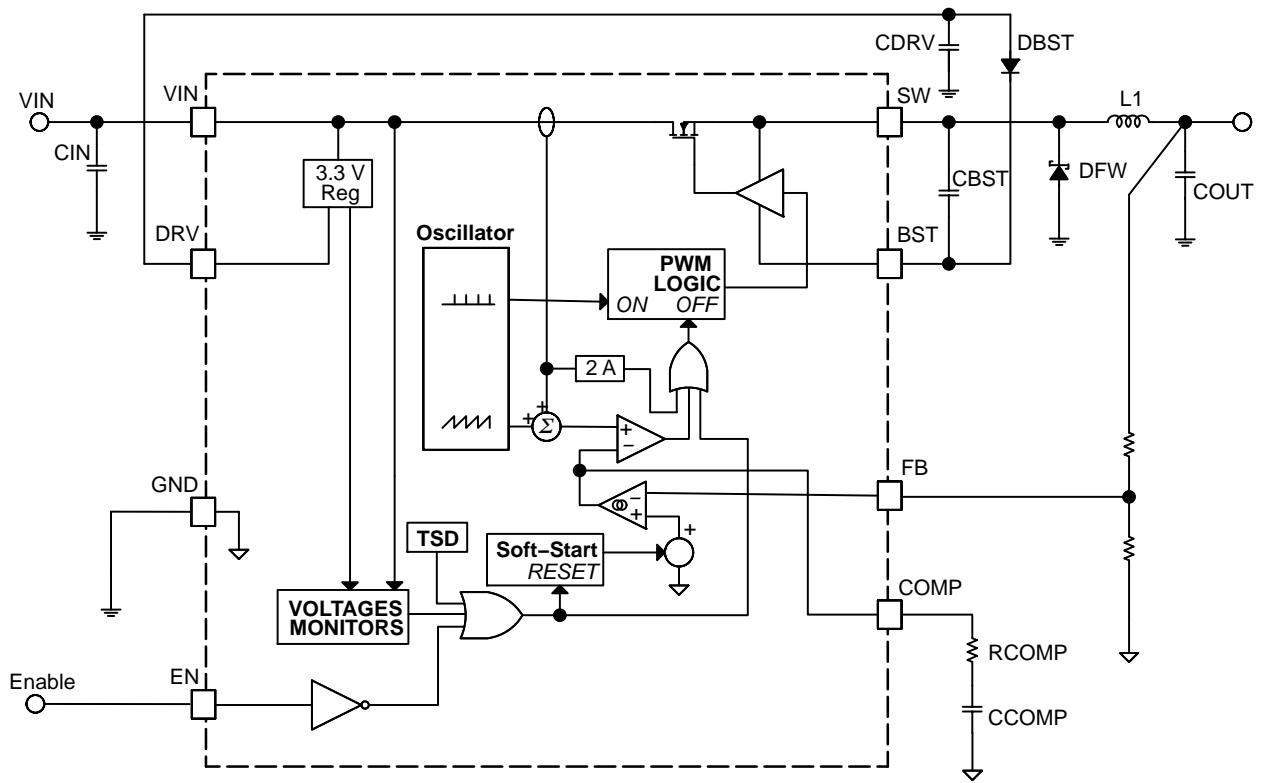 CDRV
DBST
VIN
VIN
SW
L1
CIN
3.3 V
Reg
CBST
DFW
COUT
DRV
Oscillator
BST
PWM
LOGIC
ON OFF
2 A
+
+
Σ
+
−
FB
GND
−
+
+
TSD
Soft−Start
RESET
COMP
VOLTAGES
MONITORS
RCOMP
EN
Enable
CCOMP